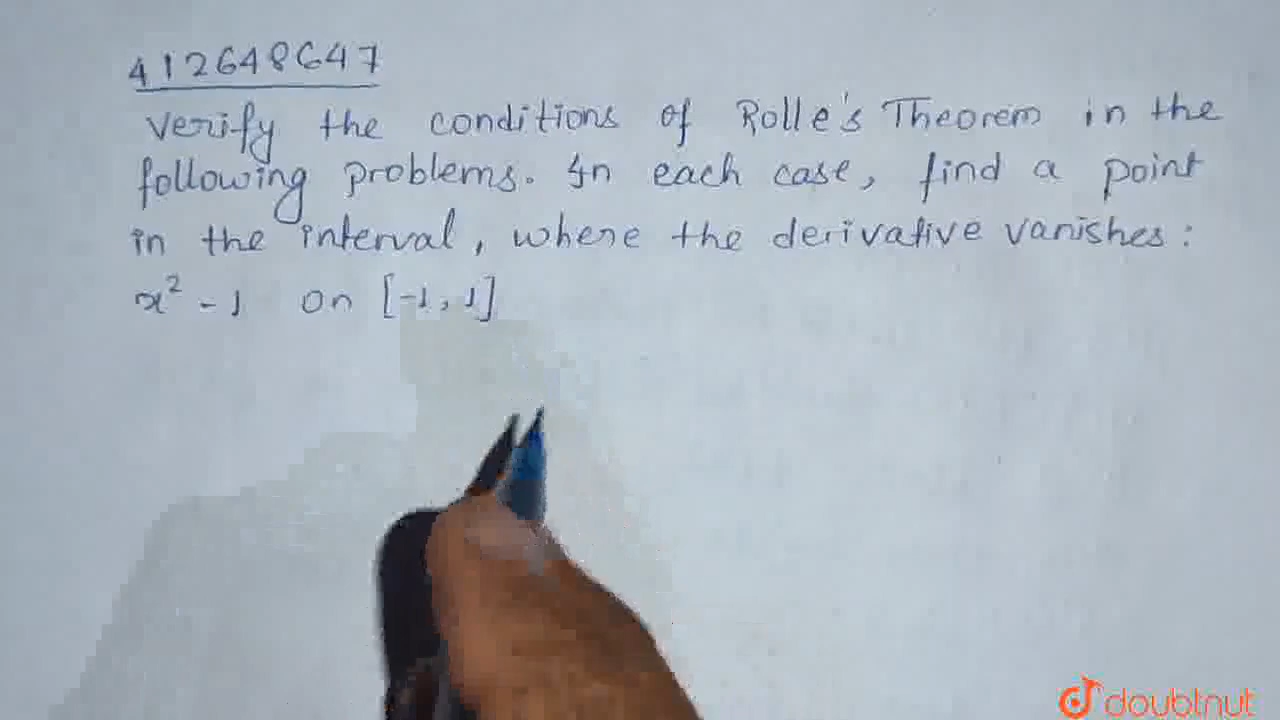 412648647
Verify the conditions of Rolle's Theorem in the
following problems. In each case, find a point
in the interval, where the derivative vanishes:
x² - 1 on [-1, 1]
doubtnut